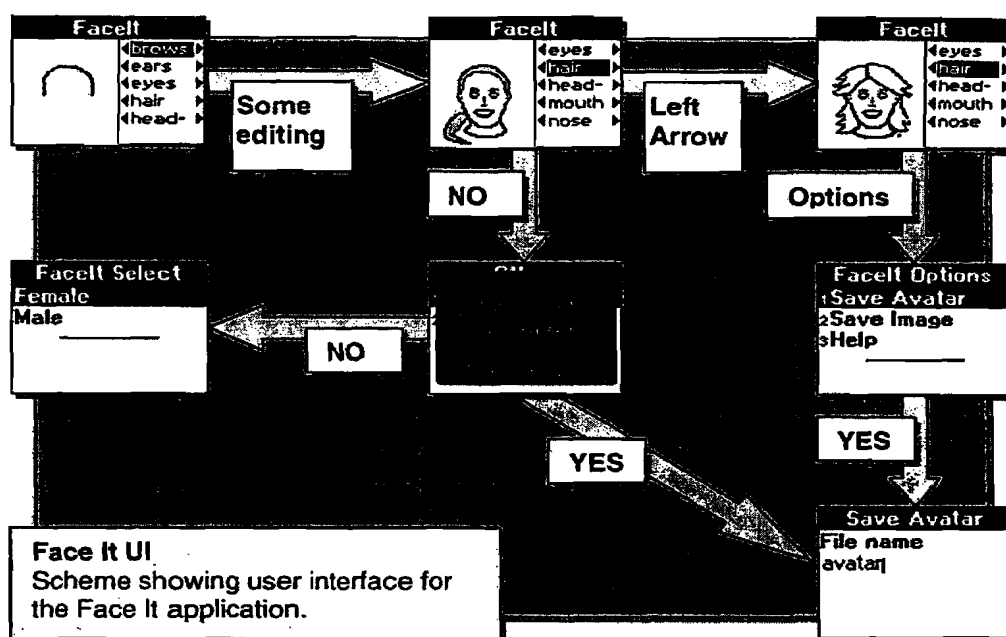 FaceIt
brows
ears
eyes
hair
head-
Some
editing
FaceIt
eyes
hair
head-
mouth
nose
Left
Arrow
FaceIt
eyes
hair
head-
mouth
nose
NO
Options
FaceIt Select
Female
Male
NO
FaceIt Options
1Save Avatar
2Save Image
3Help
YES
YES
Save Avatar
File name
avatar
Face It UI
Scheme showing user interface for
the Face It application.